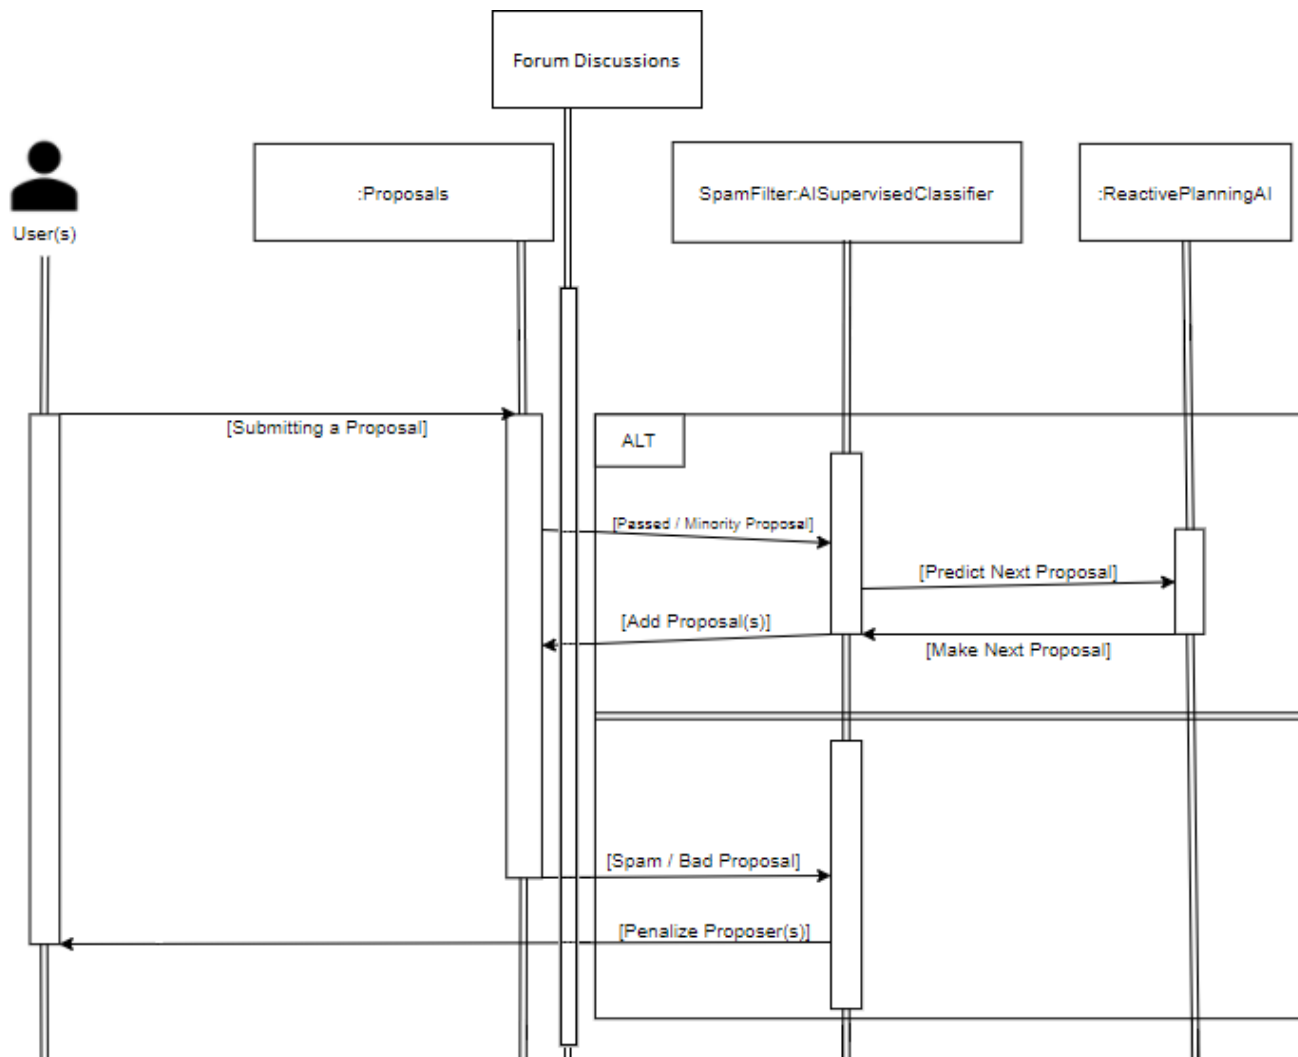 Forum Discussions
User(s)
:Proposals
SpamFilter:AISupervisedClassifier
:ReactivePlanningAI
[Submitting a Proposal]
ALT
[Passed / Minority Proposal]
[Predict Next Proposal]
[Add Proposal(s)]
[Make Next Proposal]
[Spam / Bad Proposal]
[Penalize Proposer(s)]